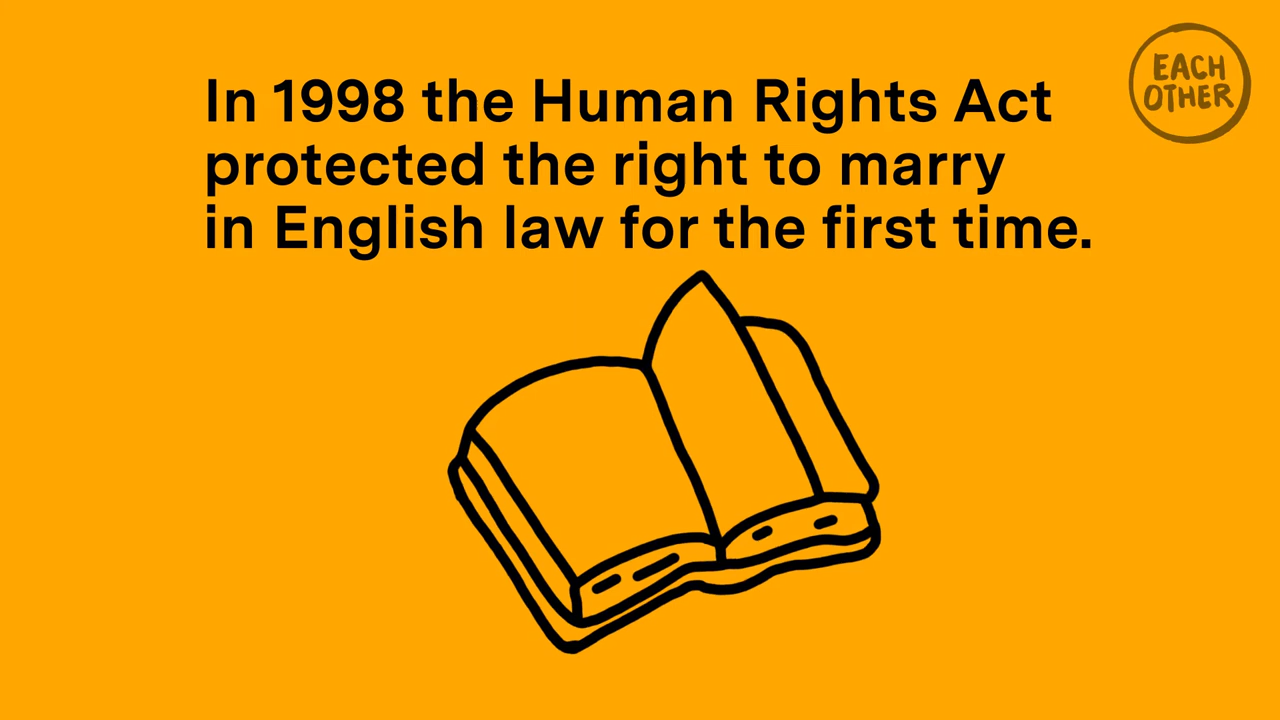 In 1998 the Human Rights Act
protected the right to marry
in English law for the first time.
EACH
OTHER